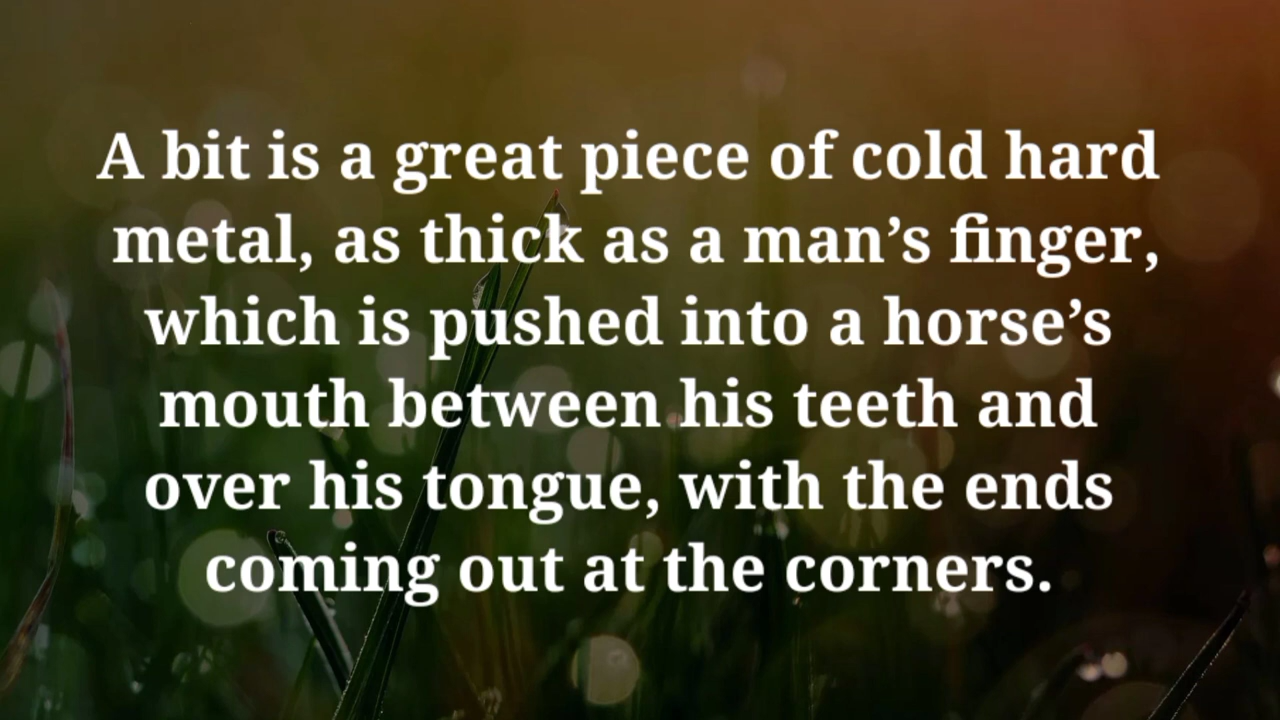 A bit is a great piece of cold hard
metal, as thick as a man’s finger,
which is pushed into a horse’s
mouth between his teeth and
over his tongue, with the ends
coming out at the corners.